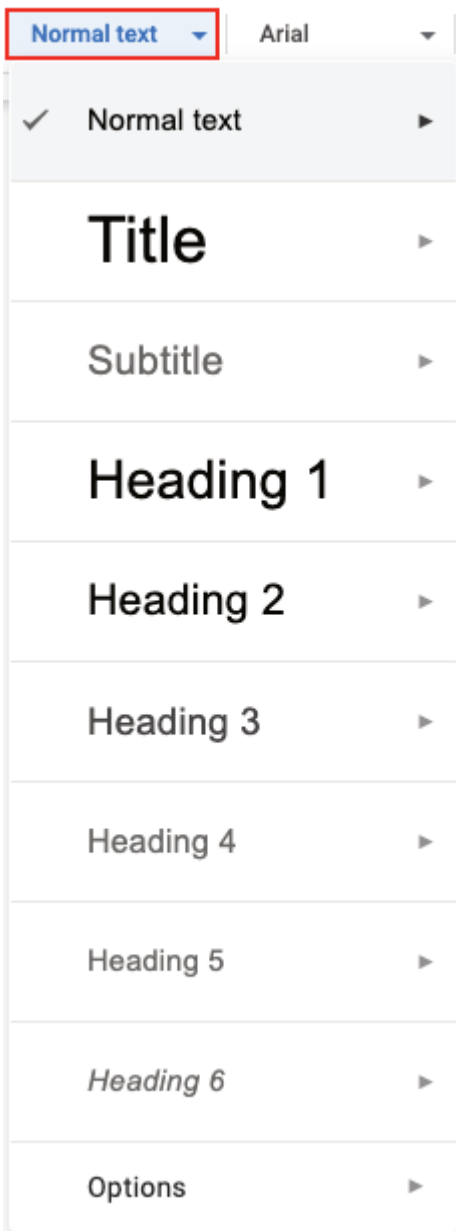 Normal text Arial
Normal text
Title
Subtitle
Heading 1
Heading 2
Heading 3
Heading 4
Heading 5
Heading 6
Options